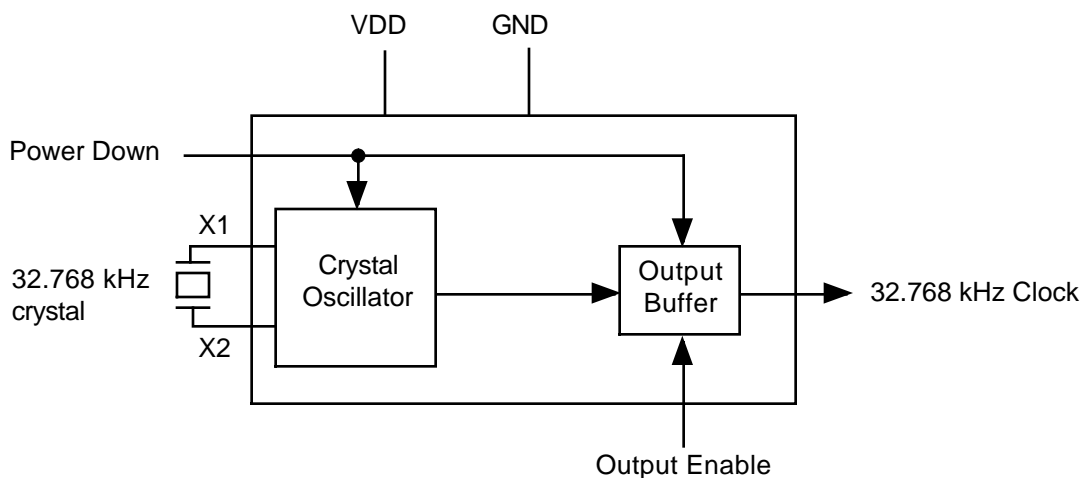 VDD
GND
Power Down
X1
32.768 kHz
crystal
X2
Crystal
Oscillator
Output
Buffer
32.768 kHz Clock
Output Enable